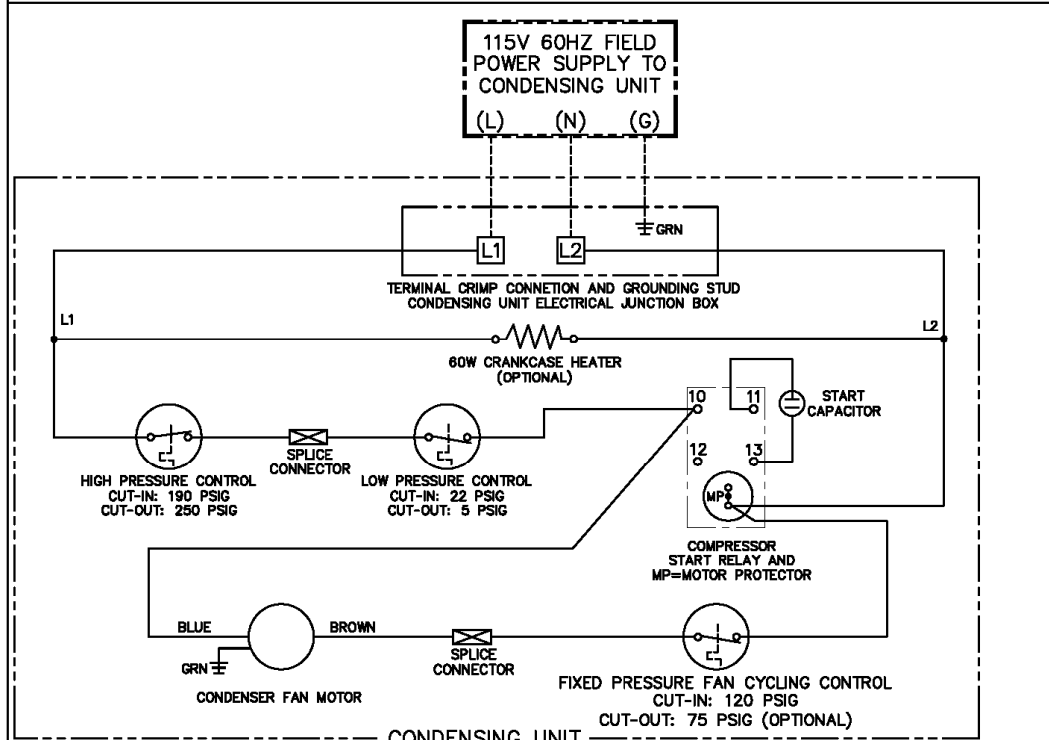 115V 60HZ FIELD
POWER SUPPLY TO
CONDENSING UNIT
(L) (N) (G)
GRN
L1 L2
TERMINAL CRIMP CONNETION AND GROUNDING STUD
CONDENSING UNIT ELECTRICAL JUNCTION BOX
L1
L2
60W CRANKCASE HEATER
(OPTIONAL)
10 11
START
CAPACITOR
12 13
MP
SPLICE
CONNECTOR
HIGH PRESSURE CONTROL
CUT-IN: 190 PSIG
CUT-OUT: 250 PSIG
LOW PRESSURE CONTROL
CUT-IN: 22 PSIG
CUT-OUT: 5 PSIG
COMPRESSOR
START RELAY AND
MP=MOTOR PROTECTOR
BLUE
BROWN
GRN
SPLICE
CONNECTOR
CONDENSER FAN MOTOR
FIXED PRESSURE FAN CYCLING CONTROL
CUT-IN: 120 PSIG
CUT-OUT: 75 PSIG (OPTIONAL)
CONDENSING UNIT